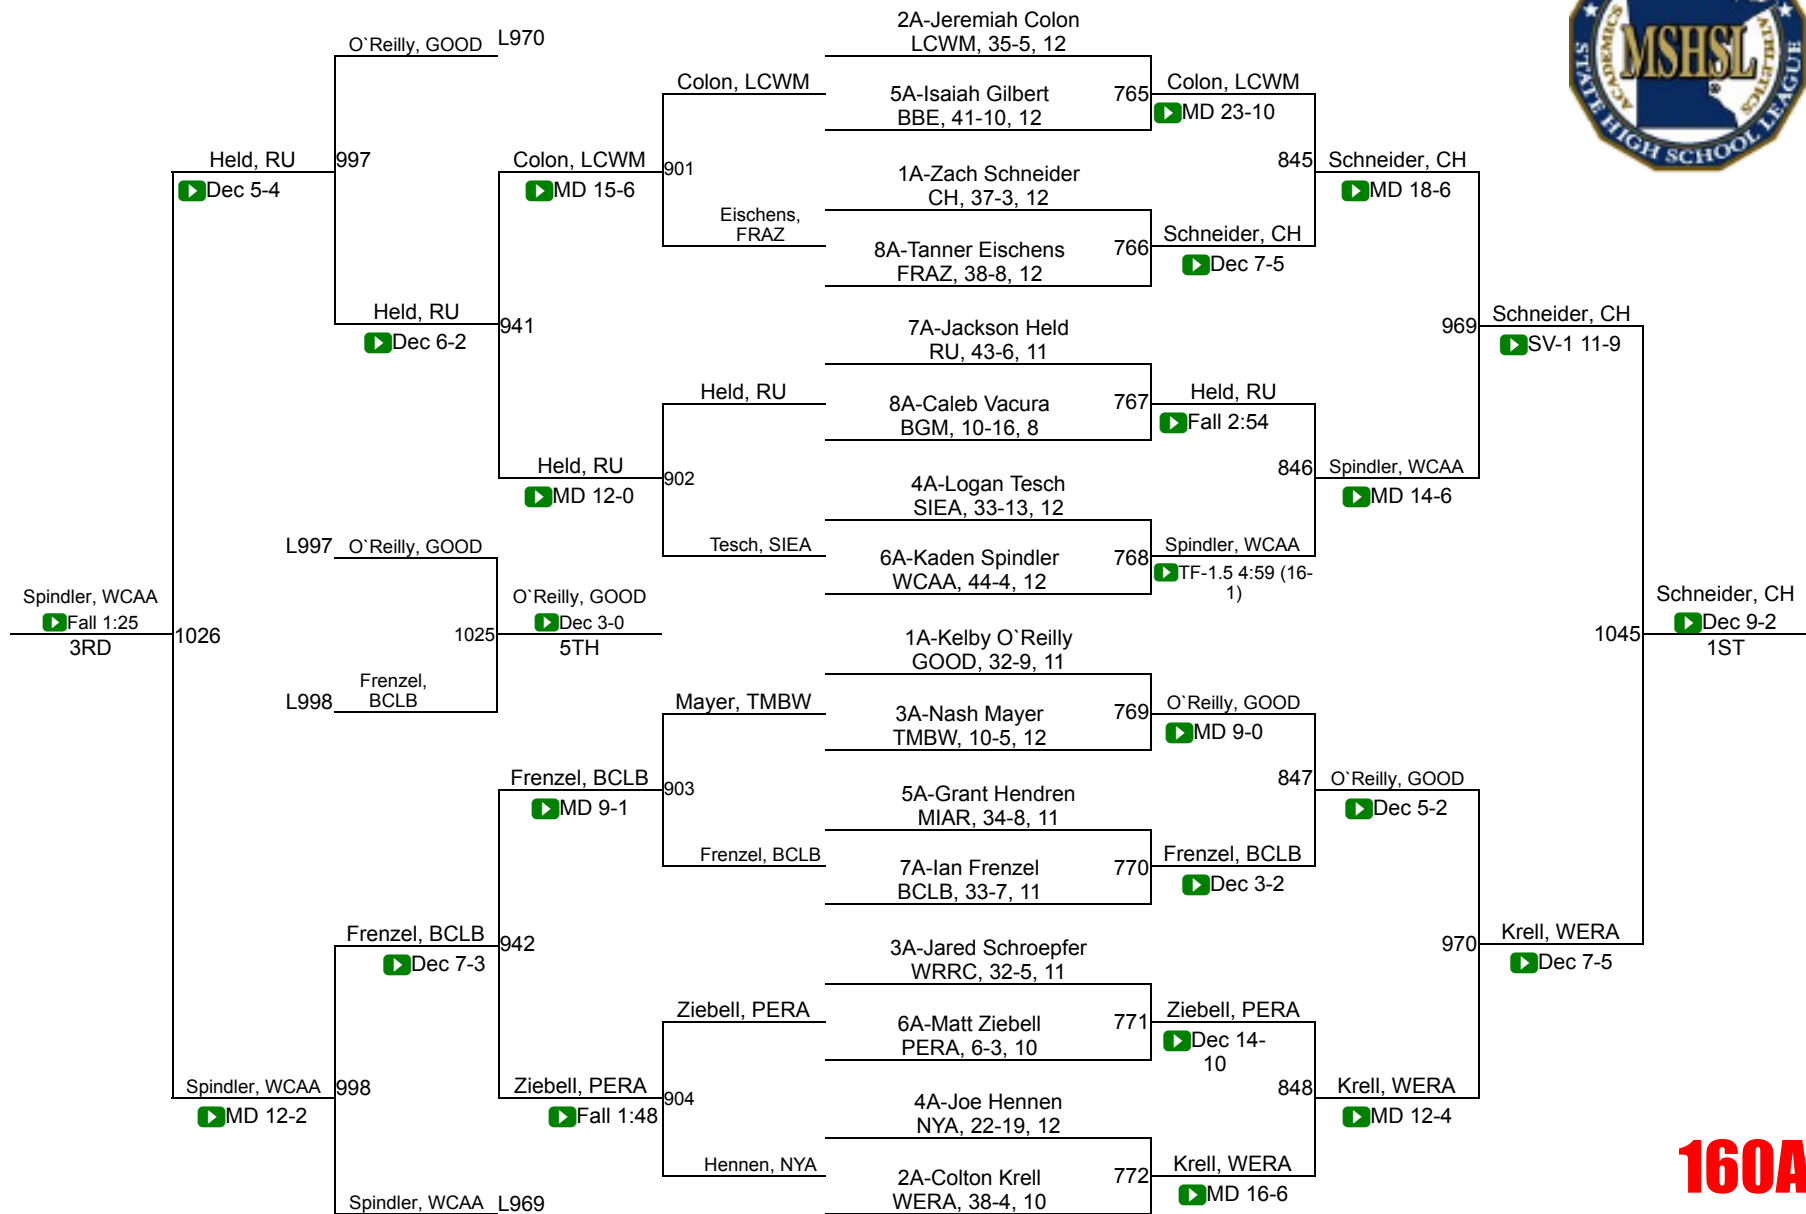 2A-Jeremiah Colon
LCWM, 35-5, 12
O`Reilly, GOOD
L970
Colon, LCWM
5A-Isaiah Gilbert
BBE, 41-10, 12
765
Colon, LCWM
MD 23-10
ACADEMICS
ATHLETICS
MSHSL
®
STATE HIGH SCHOOL LEAGUE
Held, RU
997
Dec 5-4
Colon, LCWM
901
MD 15-6
1A-Zach Schneider
CH, 37-3, 12
845
Schneider, CH
MD 18-6
Eischens,
FRAZ
8A-Tanner Eischens
FRAZ, 38-8, 12
766
Schneider, CH
Dec 7-5
Held, RU
941
Dec 6-2
7A-Jackson Held
RU, 43-6, 11
969
Schneider, CH
SV-1 11-9
Held, RU
8A-Caleb Vacura
BGM, 10-16, 8
767
Held, RU
Fall 2:54
Held, RU
902
MD 12-0
4A-Logan Tesch
SIEA, 33-13, 12
846
Spindler, WCAA
MD 14-6
L997
O`Reilly, GOOD
Tesch, SIEA
6A-Kaden Spindler
WCAA, 44-4, 12
768
Spindler, WCAA
TF-1.5 4:59 (16-
1)
Spindler, WCAA
Fall 1:25
3RD
1026
1025
O`Reilly, GOOD
Dec 3-0
5TH
1A-Kelby O`Reilly
GOOD, 32-9, 11
1045
Schneider, CH
Dec 9-2
1ST
L998
Frenzel,
BCLB
Mayer, TMBW
3A-Nash Mayer
TMBW, 10-5, 12
769
O`Reilly, GOOD
MD 9-0
Frenzel, BCLB
903
MD 9-1
5A-Grant Hendren
MIAR, 34-8, 11
847
O`Reilly, GOOD
Dec 5-2
Frenzel, BCLB
7A-Ian Frenzel
BCLB, 33-7, 11
770
Frenzel, BCLB
Dec 3-2
Frenzel, BCLB
942
Dec 7-3
3A-Jared Schroepfer
WRRC, 32-5, 11
970
Krell, WERA
Dec 7-5
Ziebell, PERA
6A-Matt Ziebell
PERA, 6-3, 10
771
Ziebell, PERA
Dec 14-
10
Spindler, WCAA
998
MD 12-2
Ziebell, PERA
904
Fall 1:48
4A-Joe Hennen
NYA, 22-19, 12
848
Krell, WERA
MD 12-4
Hennen, NYA
2A-Colton Krell
WERA, 38-4, 10
772
Krell, WERA
MD 16-6
Spindler, WCAA
L969
160A